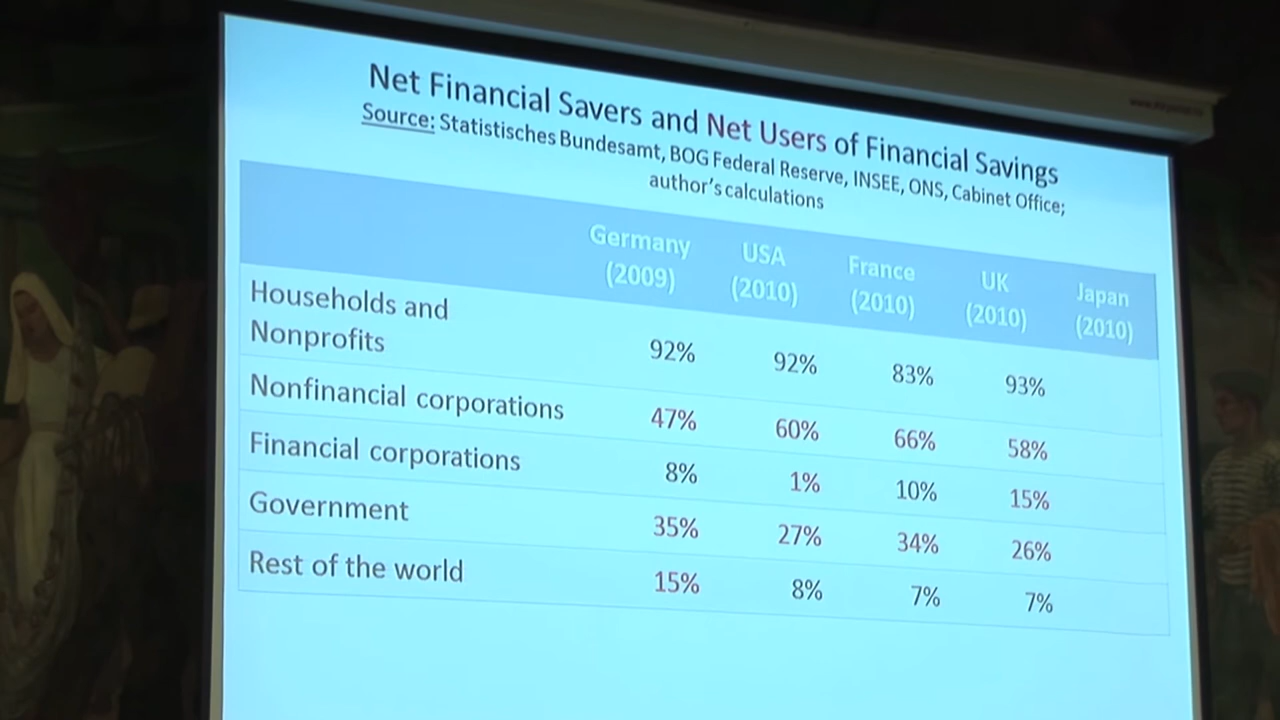 Net Financial Savers and Net Users of Financial Savings
Source: Statistisches Bundesamt, BOG Federal Reserve, INSEE, ONS, Cabinet Office;
author's calculations
Germany (2009) USA (2010) France (2010) UK (2010) Japan (2010)
Households and Nonprofits 92% 92% 83% 93%
Nonfinancial corporations 47% 60% 66% 58%
Financial corporations 8% 1% 10% 15%
Government 35% 27% 34% 26%
Rest of the world 15% 8% 7% 7%